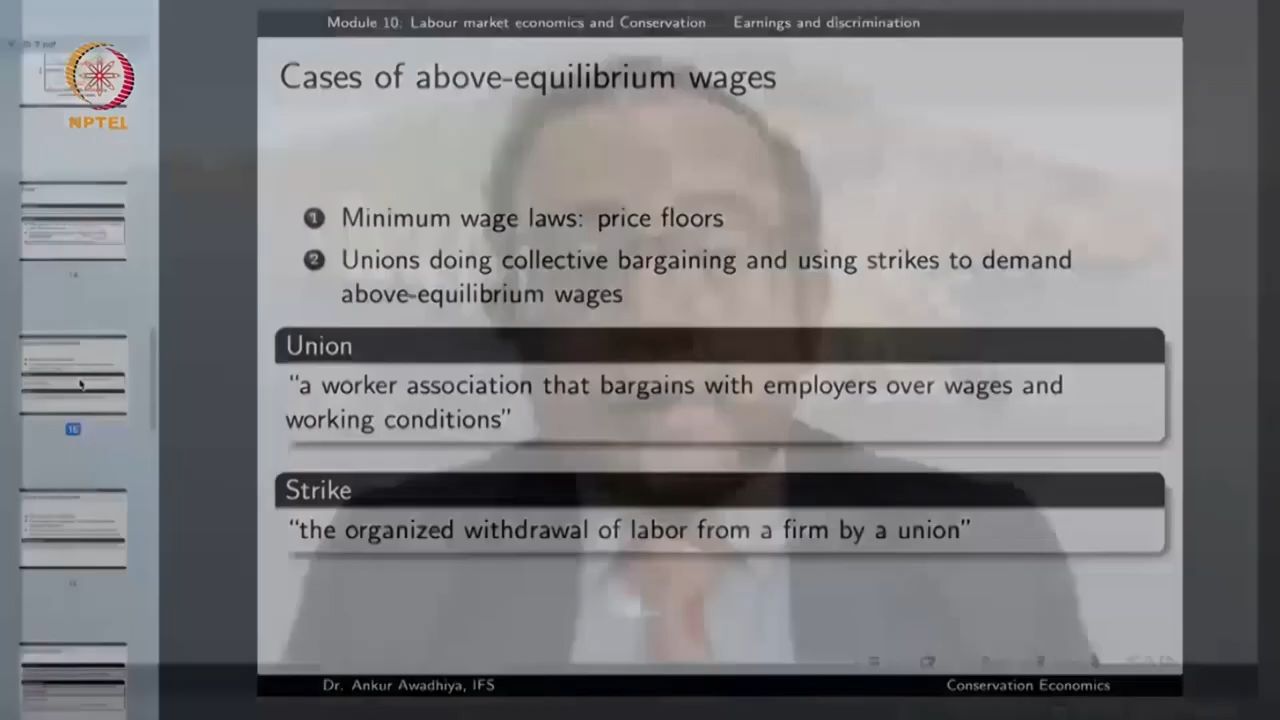 Module 10: Labour market economics and Conservation Earnings and discrimination
NPTEL
Cases of above-equilibrium wages
1 Minimum wage laws: price floors
2 Unions doing collective bargaining and using strikes to demand
above-equilibrium wages
Union
"a worker association that bargains with employers over wages and
working conditions"
Strike
"the organized withdrawal of labor from a firm by a union"
Dr. Ankur Awadhiya, IFS Conservation Economics